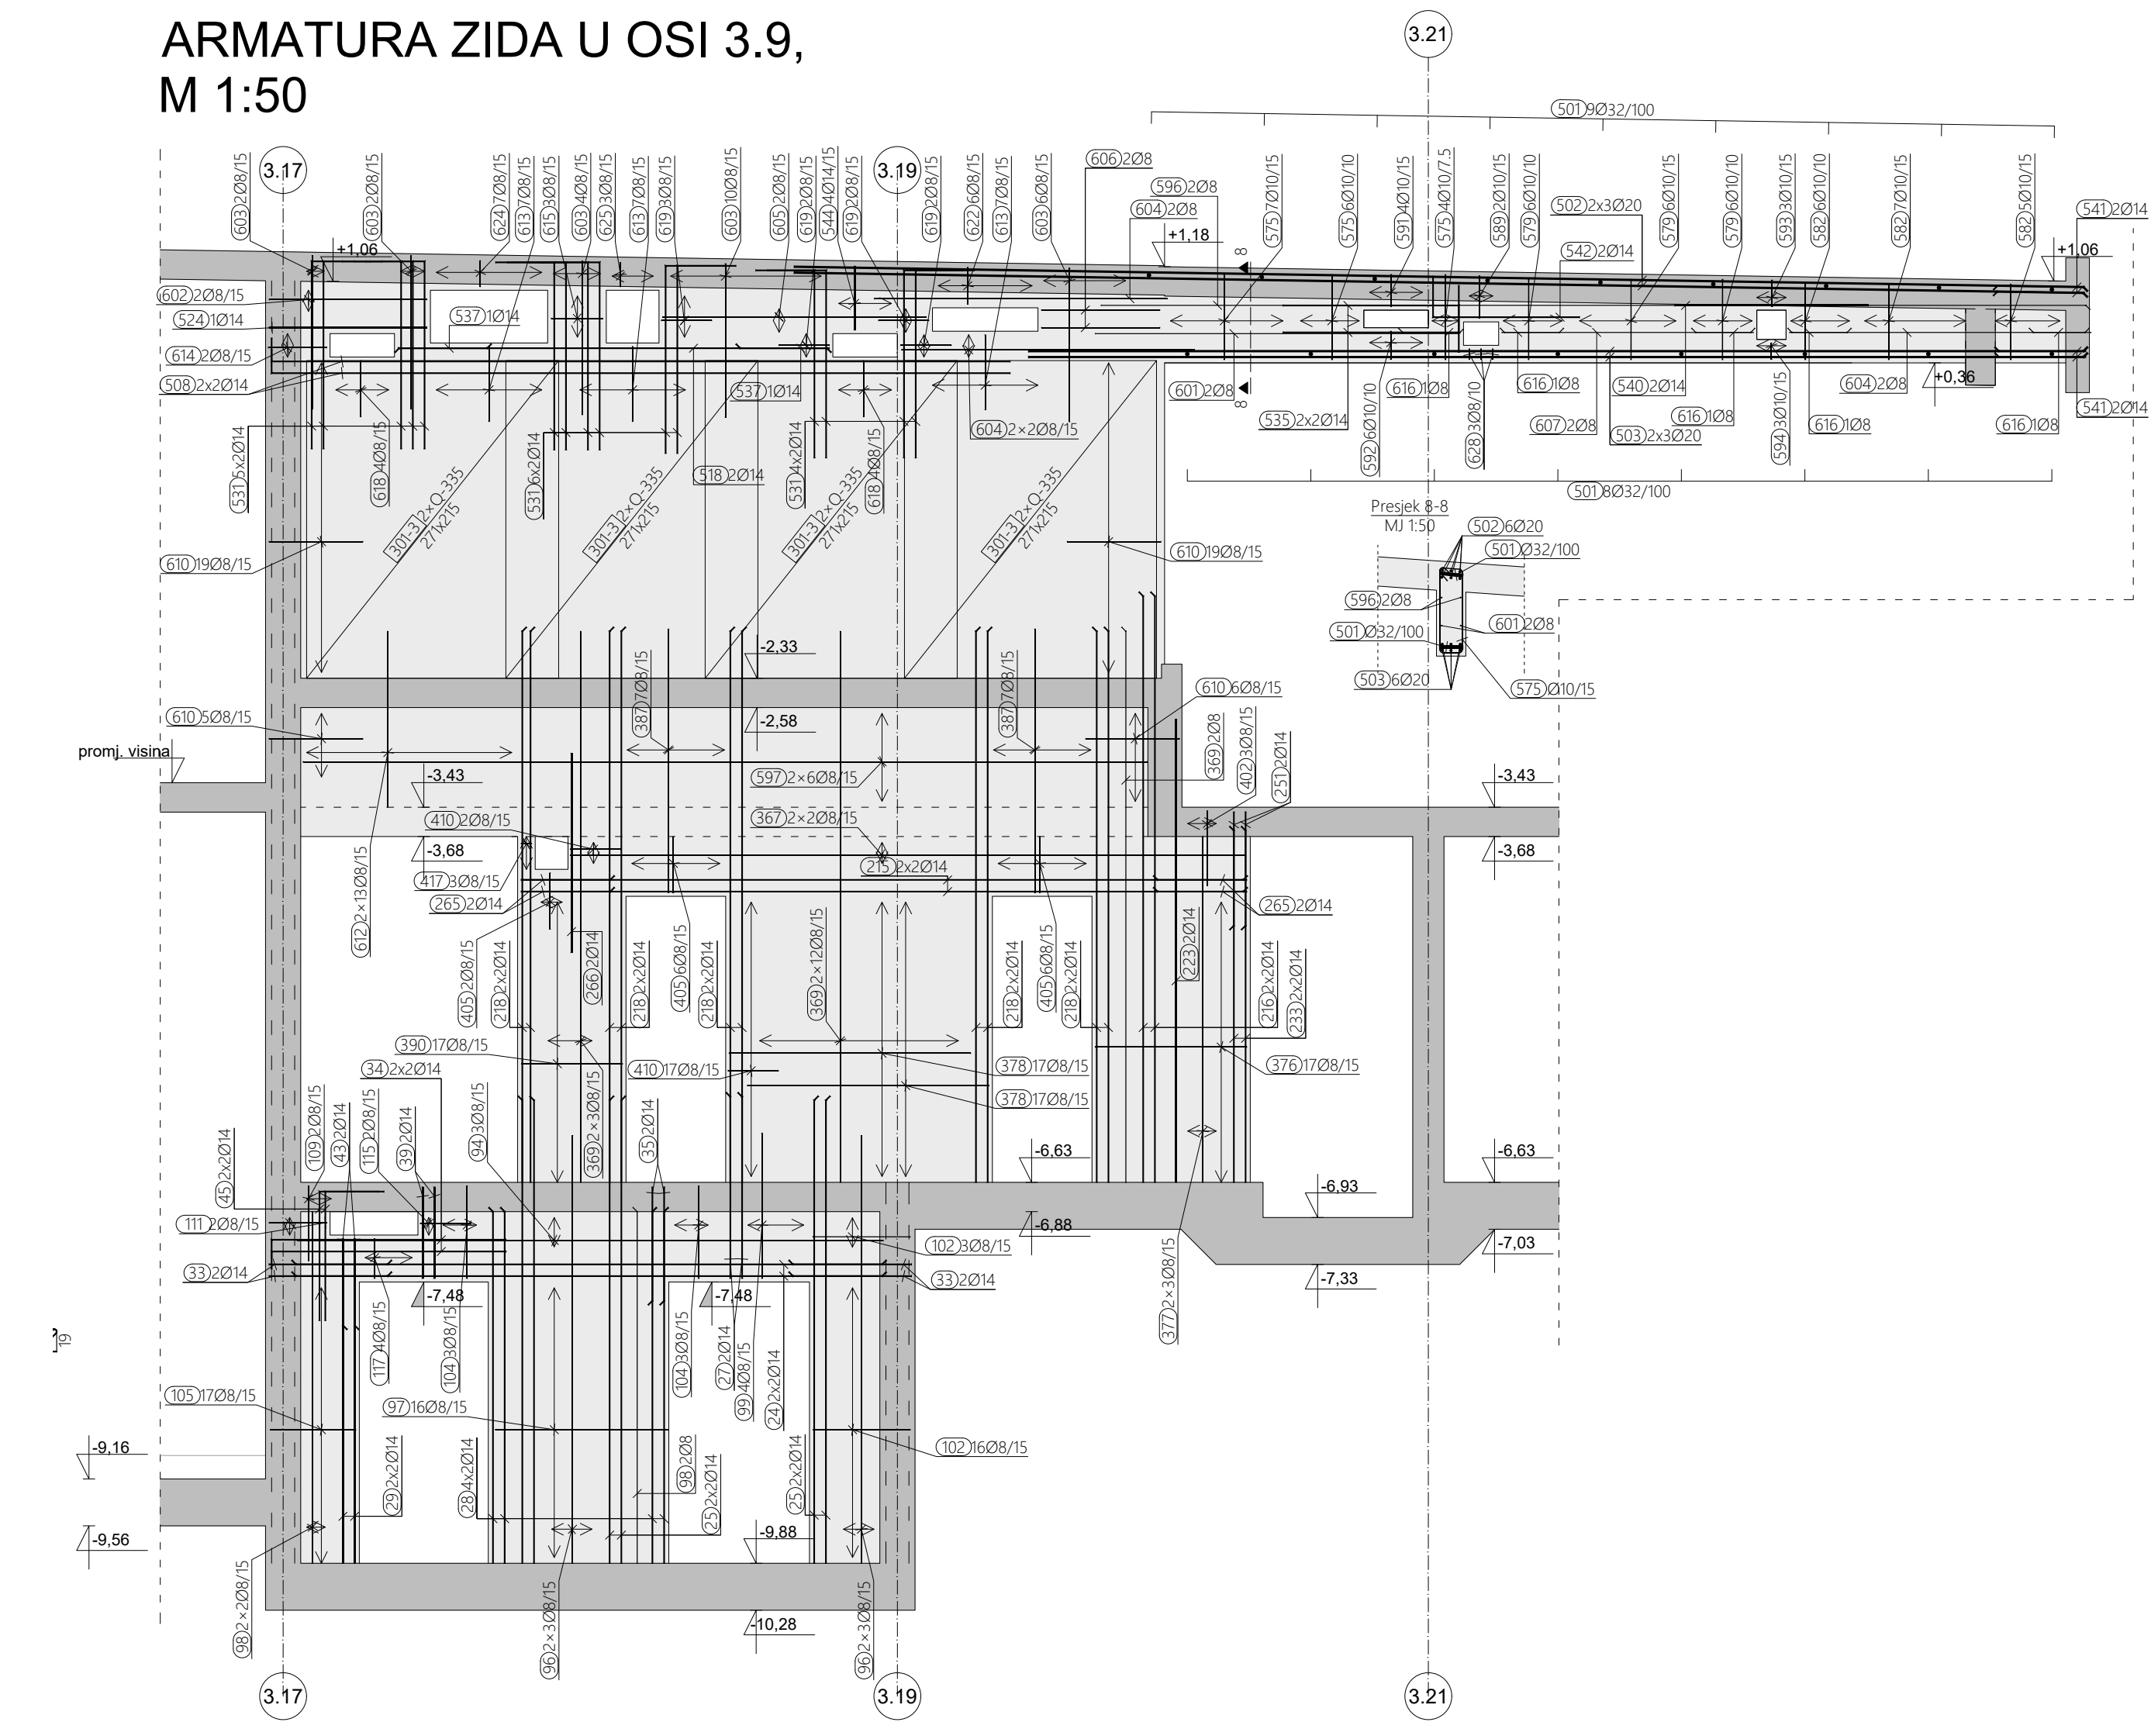 ARMATURA ZIDA U OSI 3.9,
M 1:50
3.21
501 9Ø32/100
3.17
3.19
603 2Ø8/15
603 2Ø8/15
624 7Ø8/15
613 7Ø8/15
615 3Ø8/15
603 4Ø8/15
625 3Ø8/15
613 7Ø8/15
619 3Ø8/15
603 10Ø8/15
605 2Ø8/15
619 2Ø8/15
544 4Ø14/15
619 2Ø8/15
619 2Ø8/15
622 6Ø8/15
613 7Ø8/15
603 6Ø8/15
606 2Ø8
596 2Ø8
604 2Ø8
+1,18
8
575 7Ø10/15
575 6Ø10/10
591 4Ø10/15
575 4Ø10/7.5
589 2Ø10/15
579 6Ø10/10
502 2x3Ø20
542 2Ø14
579 6Ø10/15
579 6Ø10/10
593 3Ø10/15
582 6Ø10/10
582 7Ø10/15
582 5Ø10/15
541 2Ø14
+1,06
+1,06
602 2Ø8/15
524 1Ø14
537 1Ø14
614 2Ø8/15
508 2x2Ø14
537 1Ø14
601 2Ø8
8
535 2x2Ø14
592 6Ø10/10
616 1Ø8
628 3Ø8/10
616 1Ø8
607 2Ø8
540 2Ø14
503 2x3Ø20
616 1Ø8
594 3Ø10/15
616 1Ø8
604 2Ø8
+0,36
616 1Ø8
541 2Ø14
531 5x2Ø14
618 4Ø8/15
531 6x2Ø14
518 2Ø14
531 4x2Ø14
618 4Ø8/15
604 2×2Ø8/15
501 8Ø32/100
301-3 2×Q-335
271x215
301-3 2×Q-335
271x215
301-3 2×Q-335
271x215
301-3 2×Q-335
271x215
Presjek 8-8
MJ 1:50
502 6Ø20
501 Ø32/100
596 2Ø8
601 2Ø8
501 Ø32/100
503 6Ø20
575 Ø10/15
610 19Ø8/15
610 19Ø8/15
-2,33
387 7Ø8/15
387 7Ø8/15
610 6Ø8/15
610 5Ø8/15
-2,58
promj. visina
369 2Ø8
402 3Ø8/15
251 2Ø14
-3,43
597 2×6Ø8/15
-3,43
410 2Ø8/15
367 2×2Ø8/15
-3,68
-3,68
417 3Ø8/15
215 2x2Ø14
265 2Ø14
265 2Ø14
612 2×13Ø8/15
405 2Ø8/15
218 2x2Ø14
266 2Ø14
218 2x2Ø14
405 6Ø8/15
218 2x2Ø14
369 2×12Ø8/15
218 2x2Ø14
405 6Ø8/15
218 2x2Ø14
223 2Ø14
216 2x2Ø14
233 2x2Ø14
390 17Ø8/15
34 2x2Ø14
410 17Ø8/15
378 17Ø8/15
376 17Ø8/15
378 17Ø8/15
45 2x2Ø14
109 2Ø8/15
43 2Ø14
115 2Ø8/15
39 2Ø14
94 3Ø8/15
369 2×3Ø8/15
35 2Ø14
-6,63
-6,63
-6,93
111 2Ø8/15
-6,88
102 3Ø8/15
-7,03
33 2Ø14
33 2Ø14
-7,33
-7,48
-7,48
377 2×3Ø8/15
19
117 4Ø8/15
104 3Ø8/15
104 3Ø8/15
27 2Ø14
99 4Ø8/15
24 2x2Ø14
105 17Ø8/15
97 16Ø8/15
-9,16
102 16Ø8/15
29 2x2Ø14
28 4x2Ø14
98 2Ø8
25 2x2Ø14
25 2x2Ø14
-9,56
-9,88
98 2×2Ø8/15
96 2×3Ø8/15
96 2×3Ø8/15
-10,28
3.17
3.19
3.21